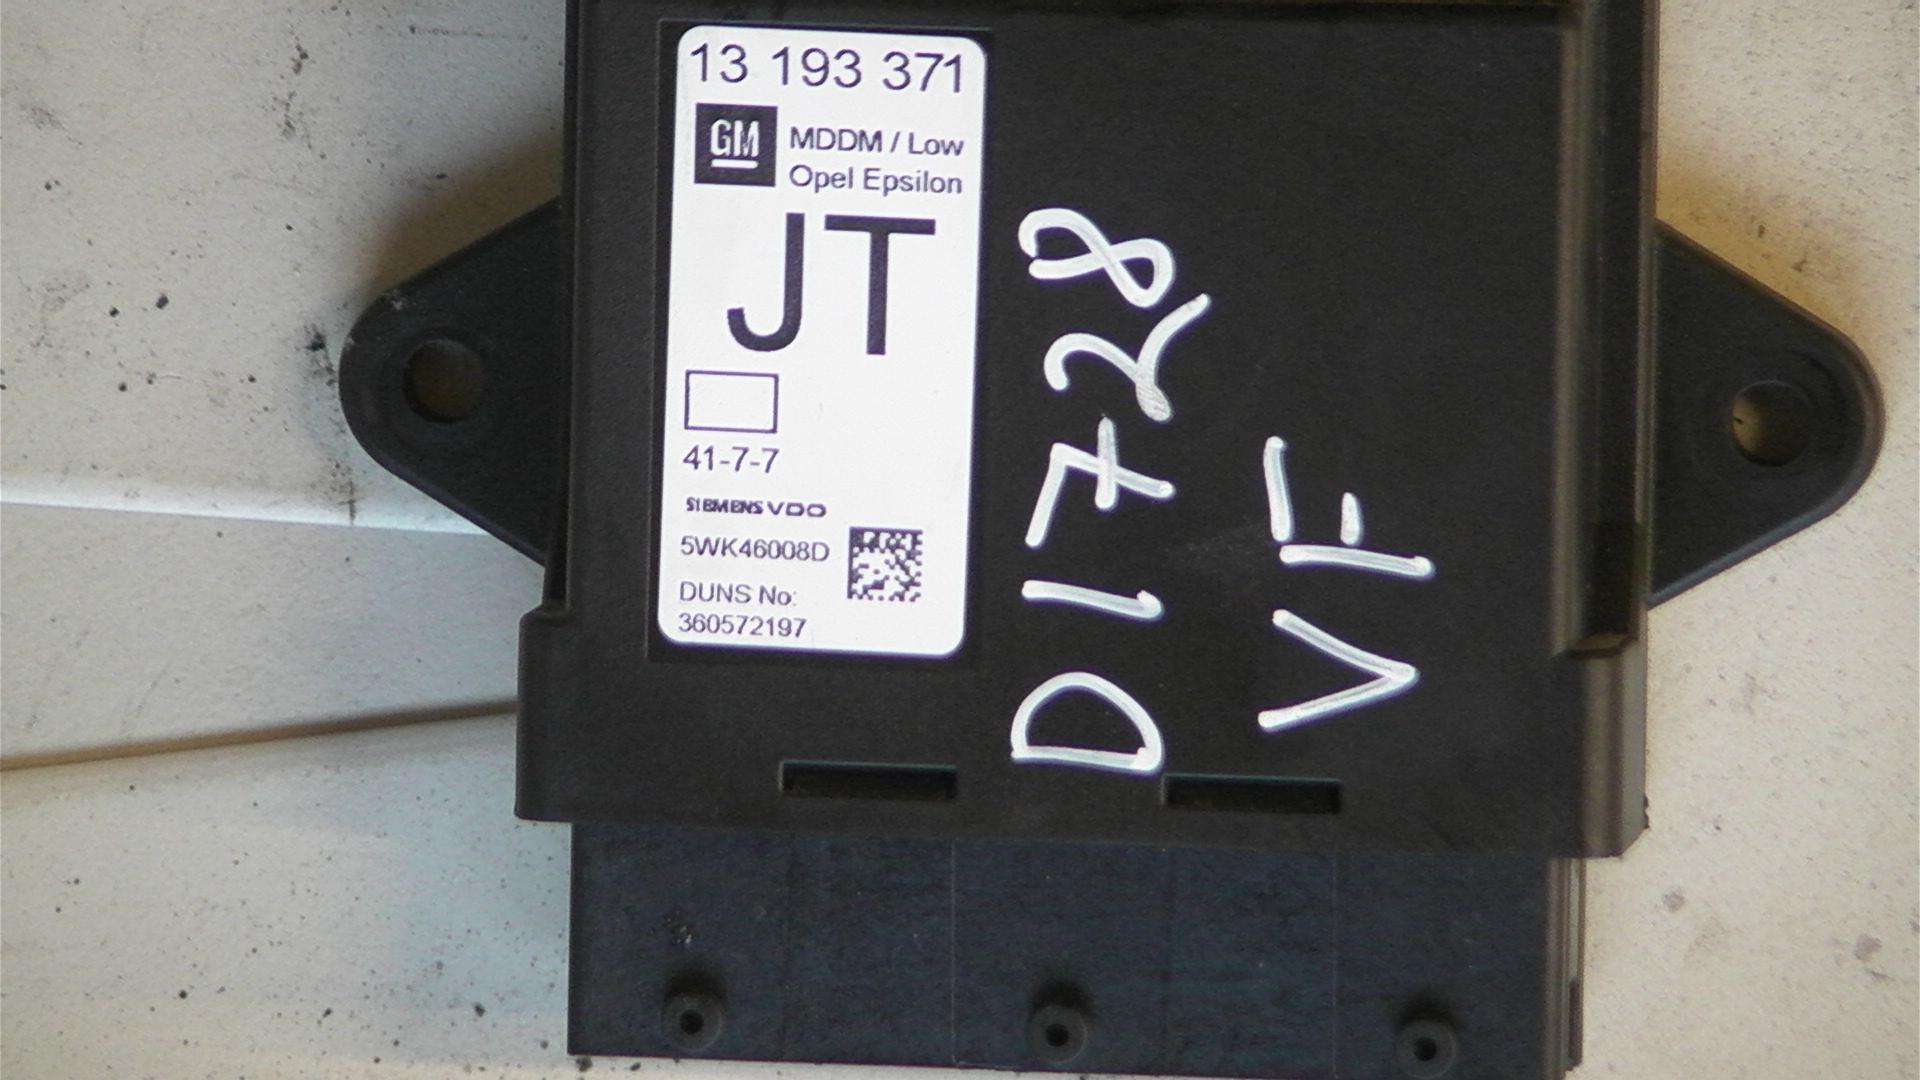 13 193 371
GM
MDDM / Low
Opel Epsilon
JT
41-7-7
SIEMENS VDO
5WK46008D
DUNS No:
360572197
D1728
VF